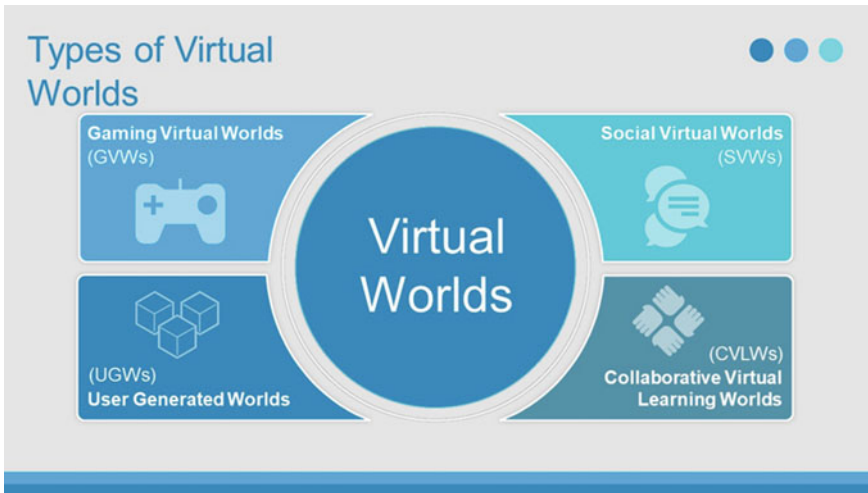 Types of Virtual
Worlds
Gaming Virtual Worlds
(GVWs)
Social Virtual Worlds
(SVWs)
Virtual
Worlds
(UGWs)
User Generated Worlds
(CVLWs)
Collaborative Virtual
Learning Worlds